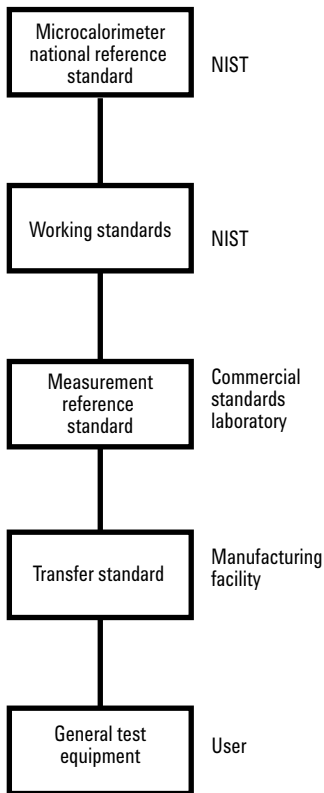 Microcalorimeter
national reference
standard
NIST
Working standards
NIST
Measurement
reference
standard
Commercial
standards
laboratory
Transfer standard
Manufacturing
facility
General test
equipment
User